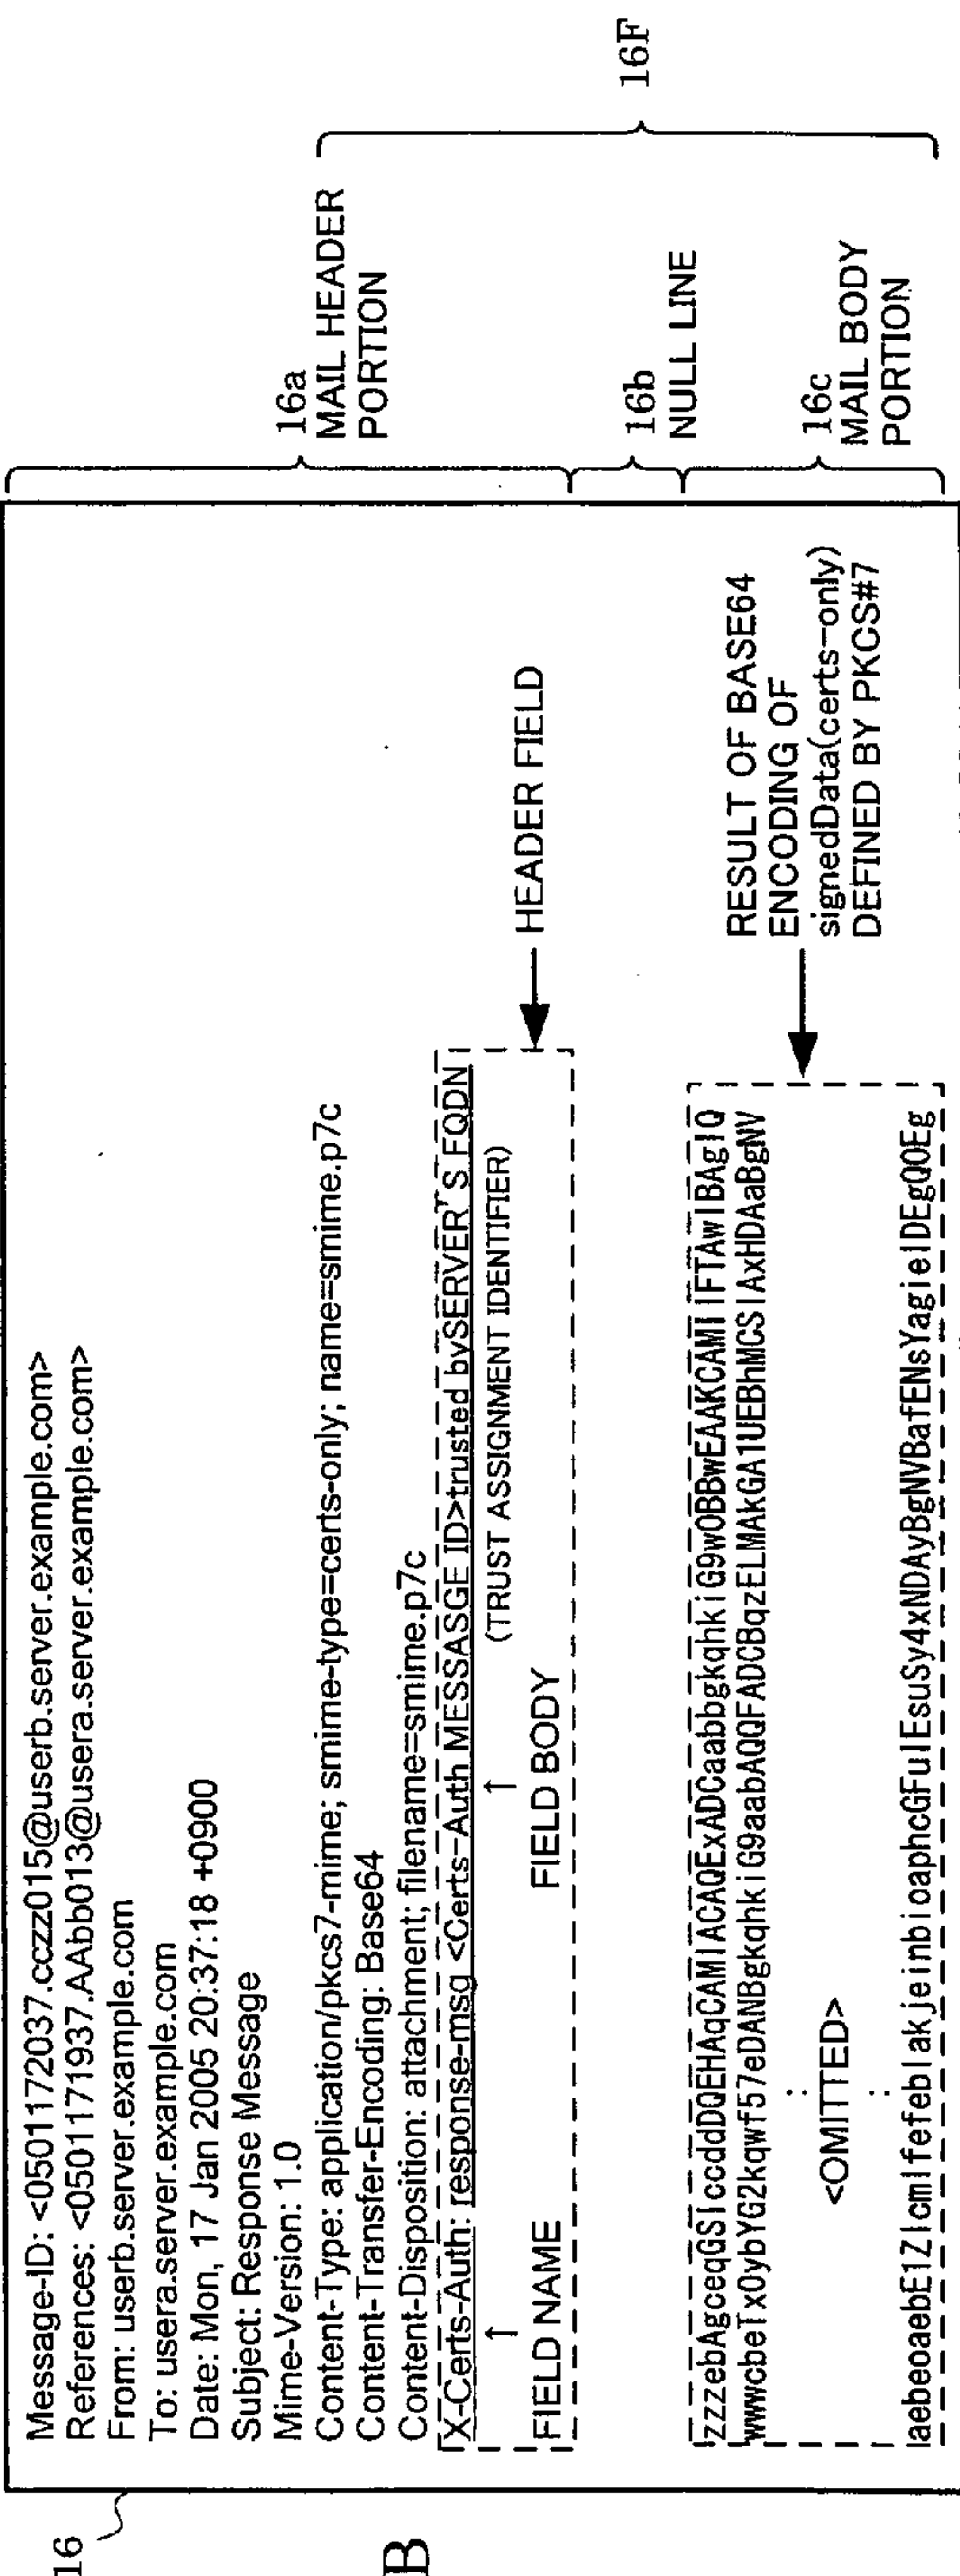 16
B
Message-ID: <0501172037.cczz015@userb.server.example.com>
References: <0501171937.AAbb013@usera.server.example.com>
From: userb.server.example.com
To: usera.server.example.com
Date: Mon, 17 Jan 2005 20:37:18 +0900
Subject: Response Message
Mime-Version: 1.0
Content-Type: application/pkcs7-mime; smime-type=certs-only; name=smime.p7c
Content-Transfer-Encoding: Base64
Content-Disposition: attachment; filename=smime.p7c
X-Certs-Auth: response-msg <Certs-Auth MESSASGE ID>trusted bySERVER'S FQDN
(TRUST ASSIGNMENT IDENTIFIER)
↑ ↑
FIELD NAME FIELD BODY
← HEADER FIELD
zzzebAgceqGSIccddDQEHAqCAMIACAQExADCaabbgkqhkiG9w0BBwEAAKCAMIIFTAwIBAgIQ
wwwcbeTxOybYG2kqwf57eDANBgkqhkiG9aabAQQFADCBqzELMAkGA1UEBhMCSIAxHDAaBgNV
:
<OMITTED>
:
aebeoaebE1ZlcmlfefeblakjeinbioaphcGFulEsuSy4xNDAyBgNVBafENsYagieIDEgQOEg
← RESULT OF BASE64
ENCODING OF
signedData(certs-only)
DEFINED BY PKCS#7
16a
MAIL HEADER
PORTION
16b
NULL LINE
16c
MAIL BODY
PORTION
16F